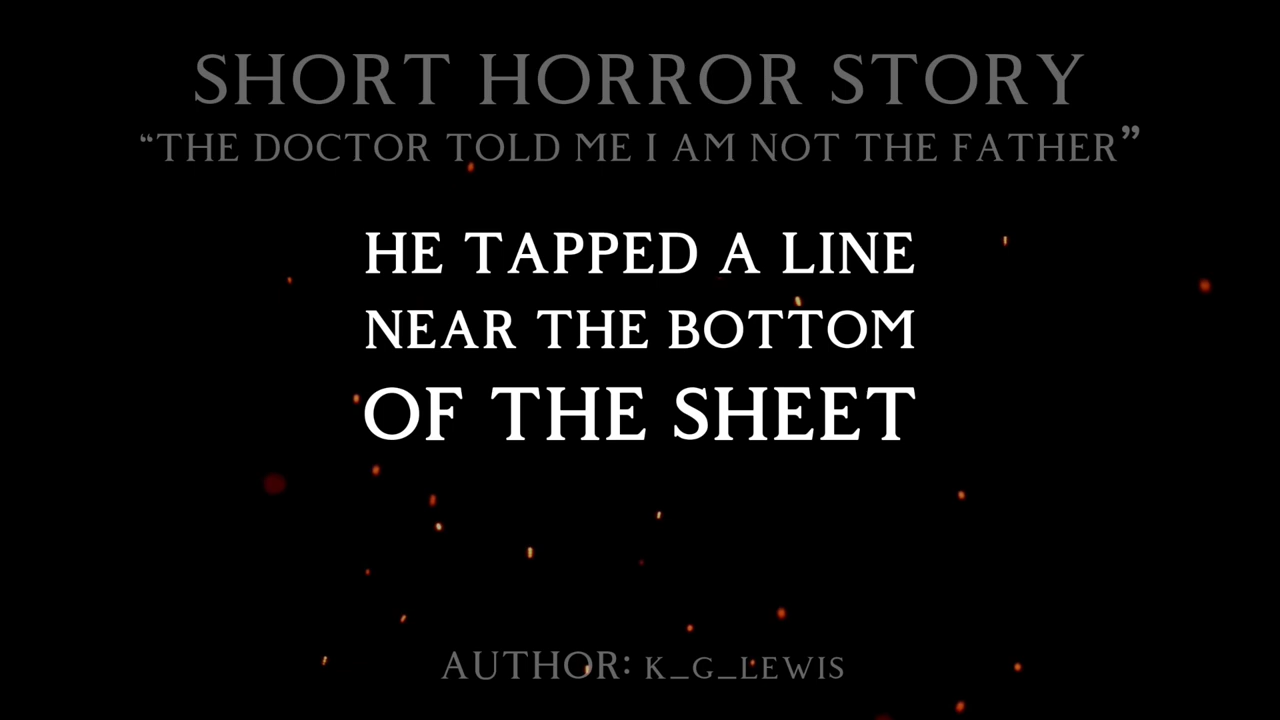 SHORT HORROR STORY
“THE DOCTOR TOLD ME I AM NOT THE FATHER”
HE TAPPED A LINE
NEAR THE BOTTOM
OF THE SHEET
AUTHOR: K_G_LEWIS